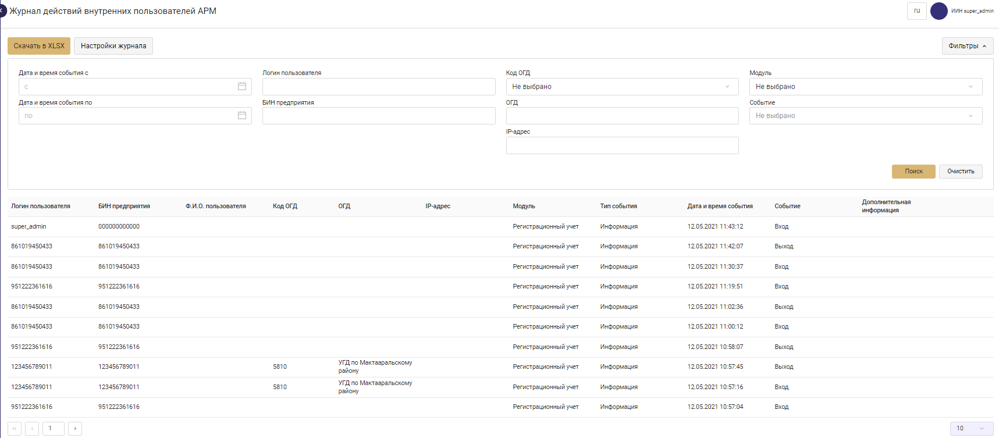 Журнал действий внутренних пользователей АРМ
ru
ИИН super_admin
Скачать в XLSX
Настройки журнала
Фильтры
Дата и время события с
Логин пользователя
Код ОГД
Модуль
с
Не выбрано
Не выбрано
Дата и время события по
БИН предприятия
ОГД
Событие
по
Не выбрано
IP-адрес
Поиск
Очистить
Логин пользователя БИН предприятия Ф.И.О. пользователя Код ОГД ОГД IP-адрес Модуль Тип события Дата и время события Событие Дополнительная
информация
super_admin 000000000000 Регистрационный учет Информация 12.05.2021 11:43:12 Вход
861019450433 861019450433 Регистрационный учет Информация 12.05.2021 11:42:07 Выход
861019450433 861019450433 Регистрационный учет Информация 12.05.2021 11:30:37 Вход
951222361616 951222361616 Регистрационный учет Информация 12.05.2021 11:19:51 Вход
861019450433 861019450433 Регистрационный учет Информация 12.05.2021 11:02:36 Выход
861019450433 861019450433 Регистрационный учет Информация 12.05.2021 11:00:12 Вход
951222361616 951222361616 Регистрационный учет Информация 12.05.2021 10:58:07 Выход
123456789011 123456789011 5810 УГД по Мактааральскому
району Регистрационный учет Информация 12.05.2021 10:57:45 Выход
123456789011 123456789011 5810 УГД по Мактааральскому
району Регистрационный учет Информация 12.05.2021 10:57:16 Вход
951222361616 951222361616 Регистрационный учет Информация 12.05.2021 10:57:04 Вход
1
10